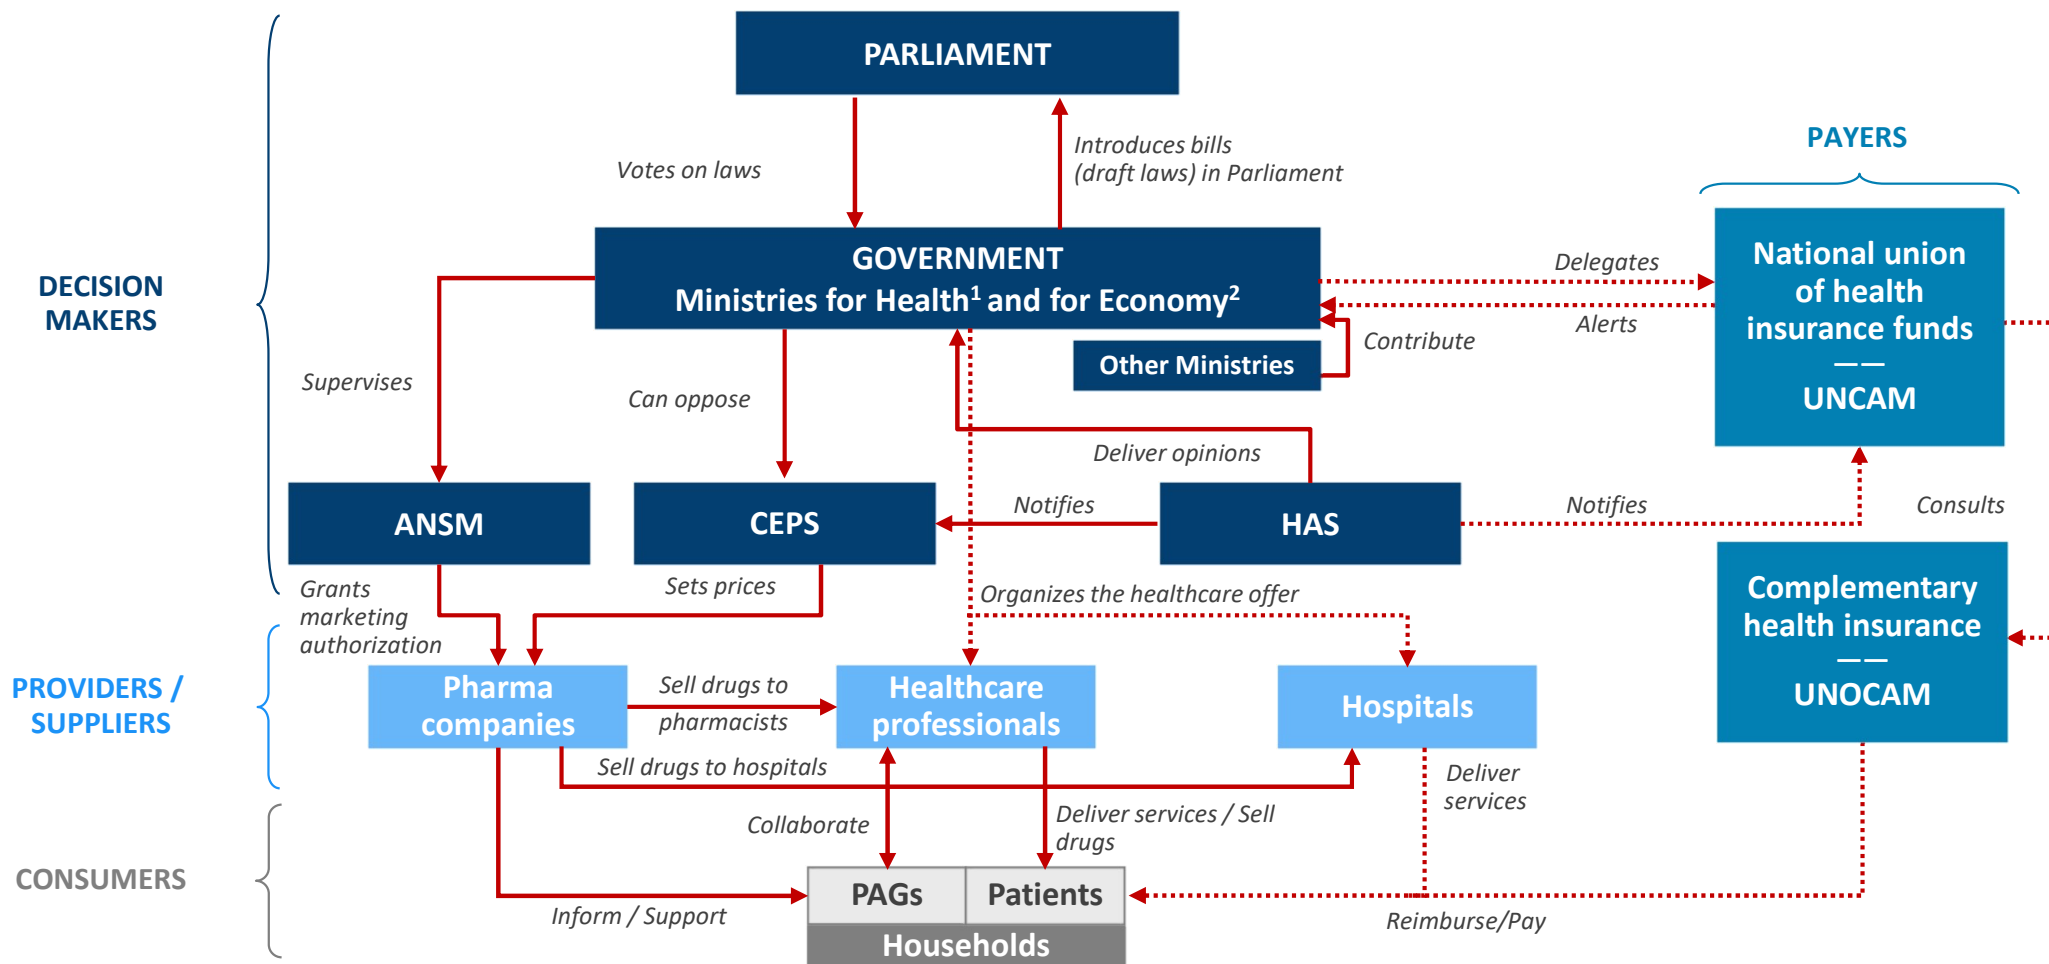 PARLIAMENT
Votes on laws
Introduces bills
(draft laws) in Parliament
PAYERS
DECISION
MAKERS
GOVERNMENT
Ministries for Health¹ and for Economy²
Delegates
Alerts
National union
of health
insurance funds
——
UNCAM
Other Ministries
Contribute
Supervises
Can oppose
Deliver opinions
ANSM
CEPS
Notifies
HAS
Notifies
Consults
Grants
marketing
authorization
Sets prices
Organizes the healthcare offer
Complementary
health insurance
——
UNOCAM
PROVIDERS /
SUPPLIERS
Pharma
companies
Sell drugs to
pharmacists
Healthcare
professionals
Hospitals
Sell drugs to hospitals
Deliver
services
Collaborate
Deliver services / Sell
drugs
CONSUMERS
PAGs
Patients
Inform / Support
Reimburse/Pay
Households